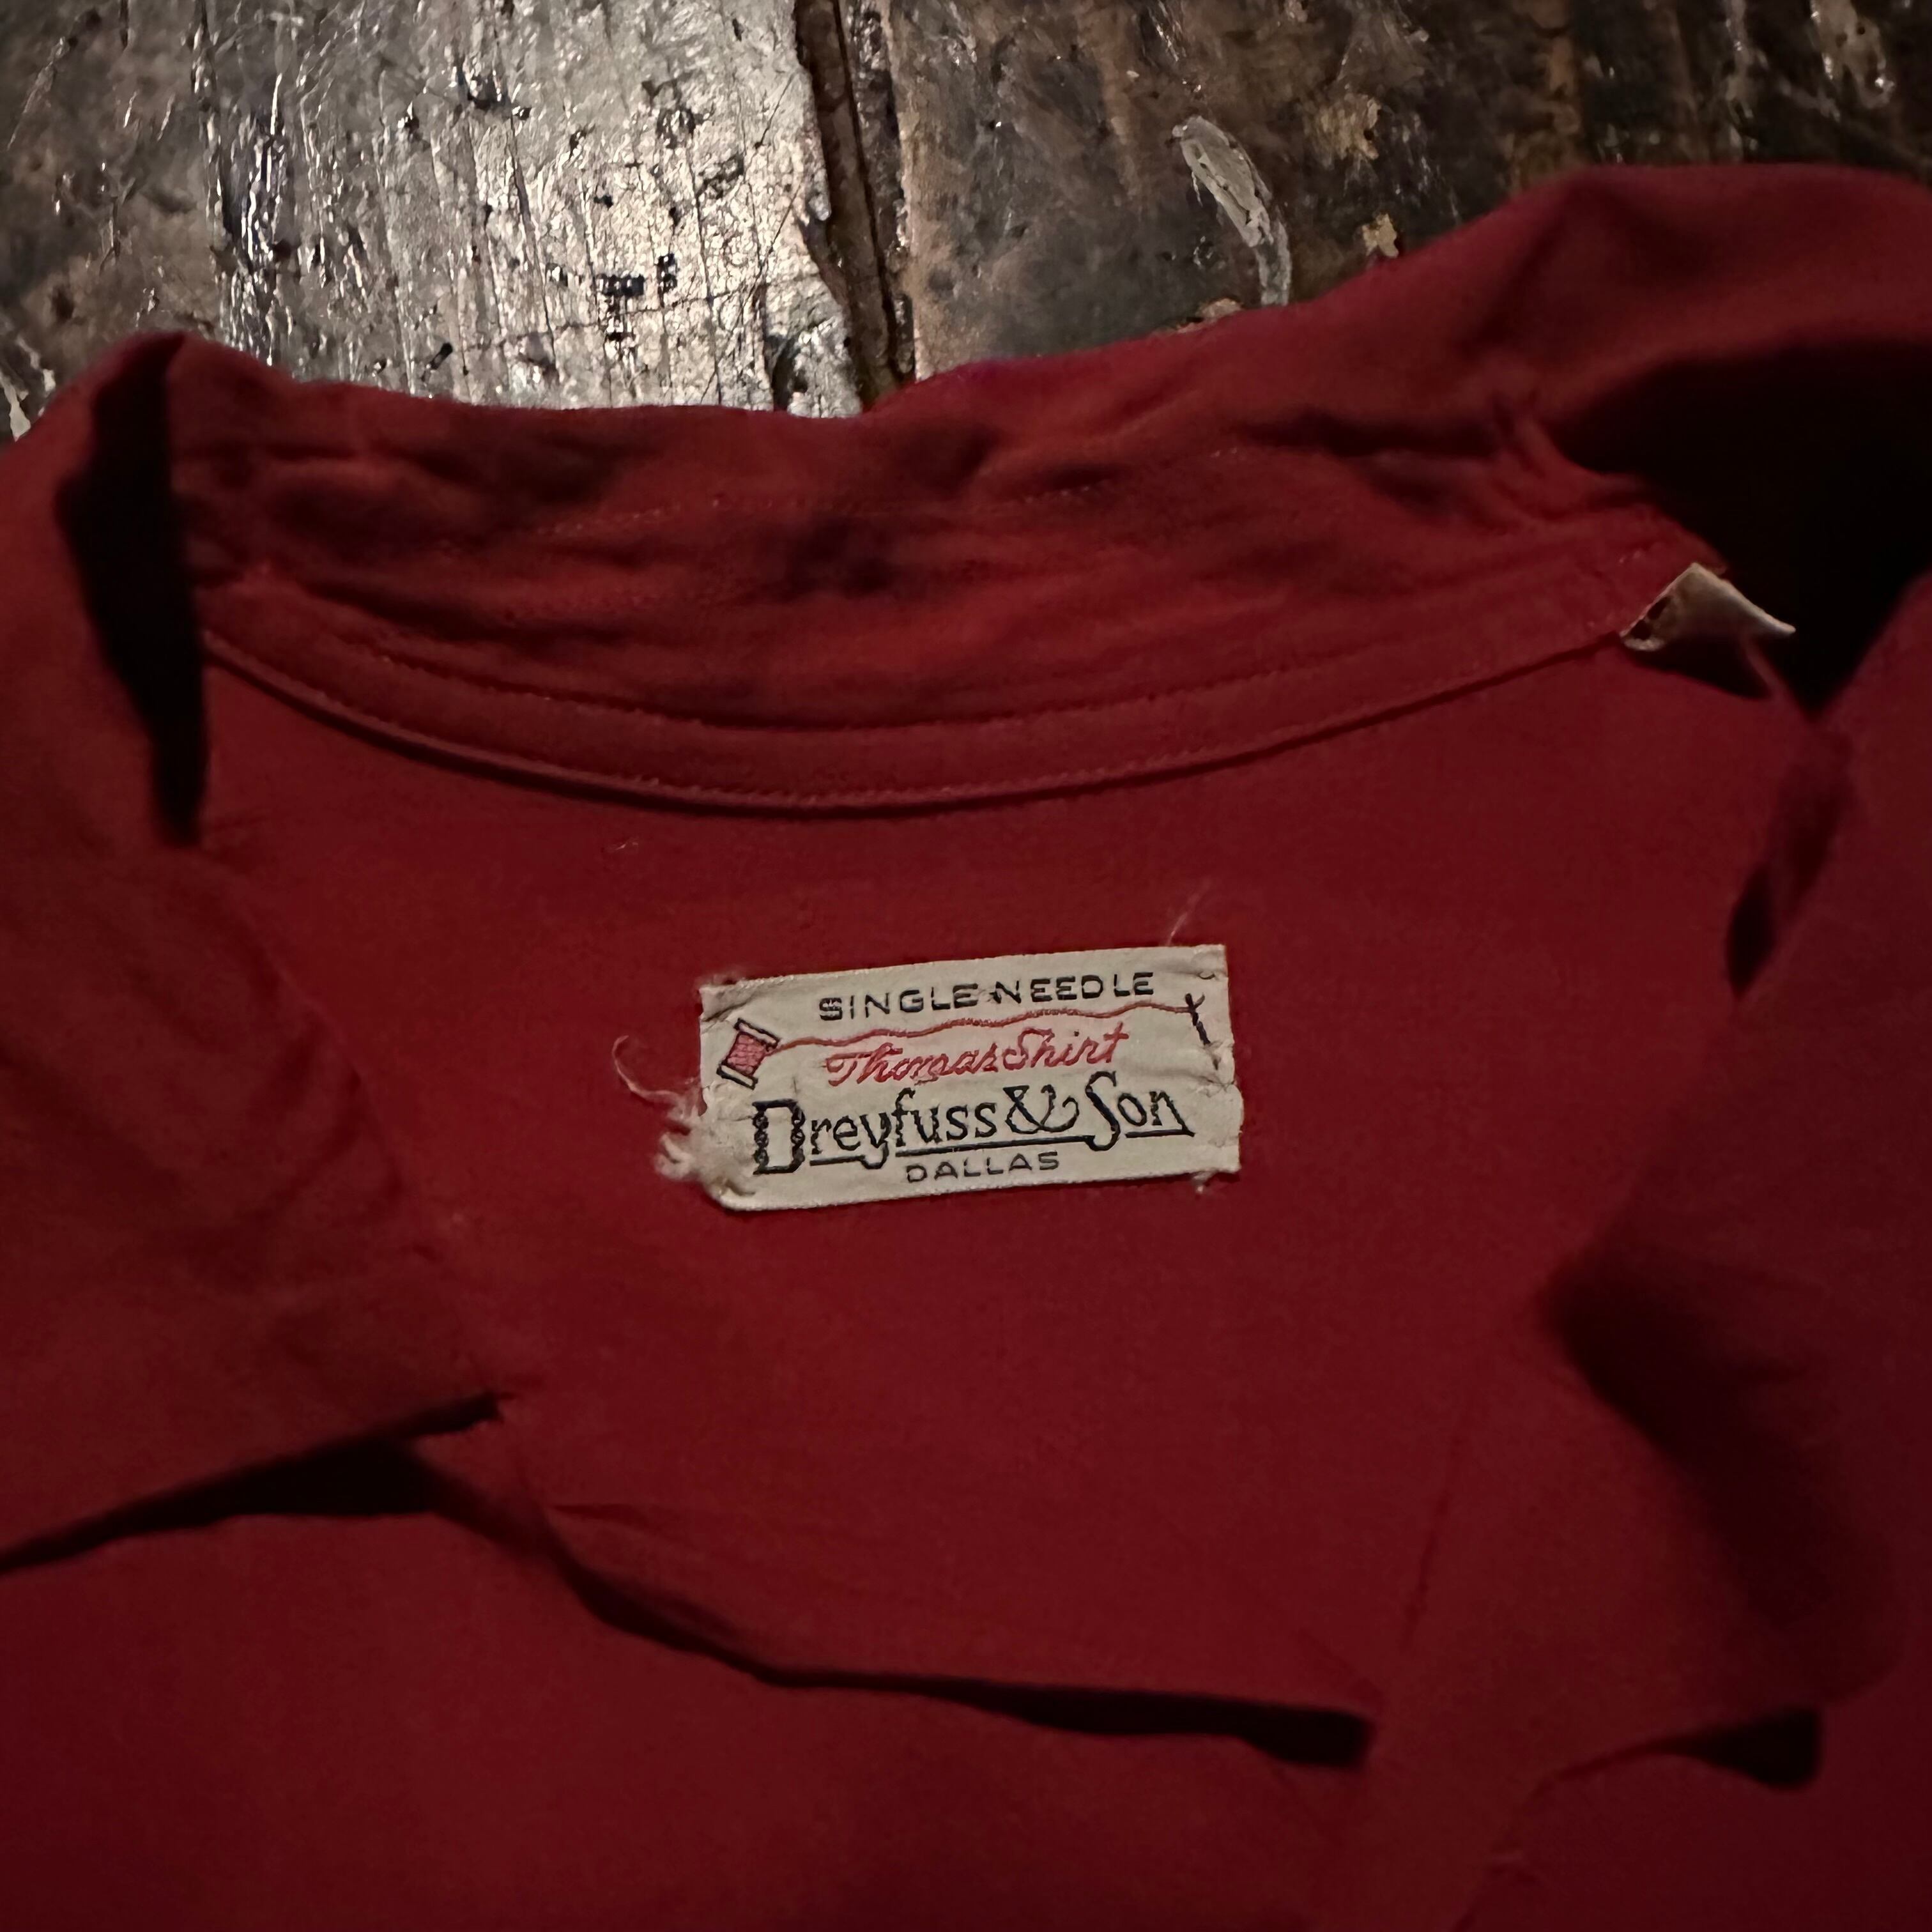 SINGLE-NEEDLE
Thomas Shirt
Dreyfuss & Son
DALLAS